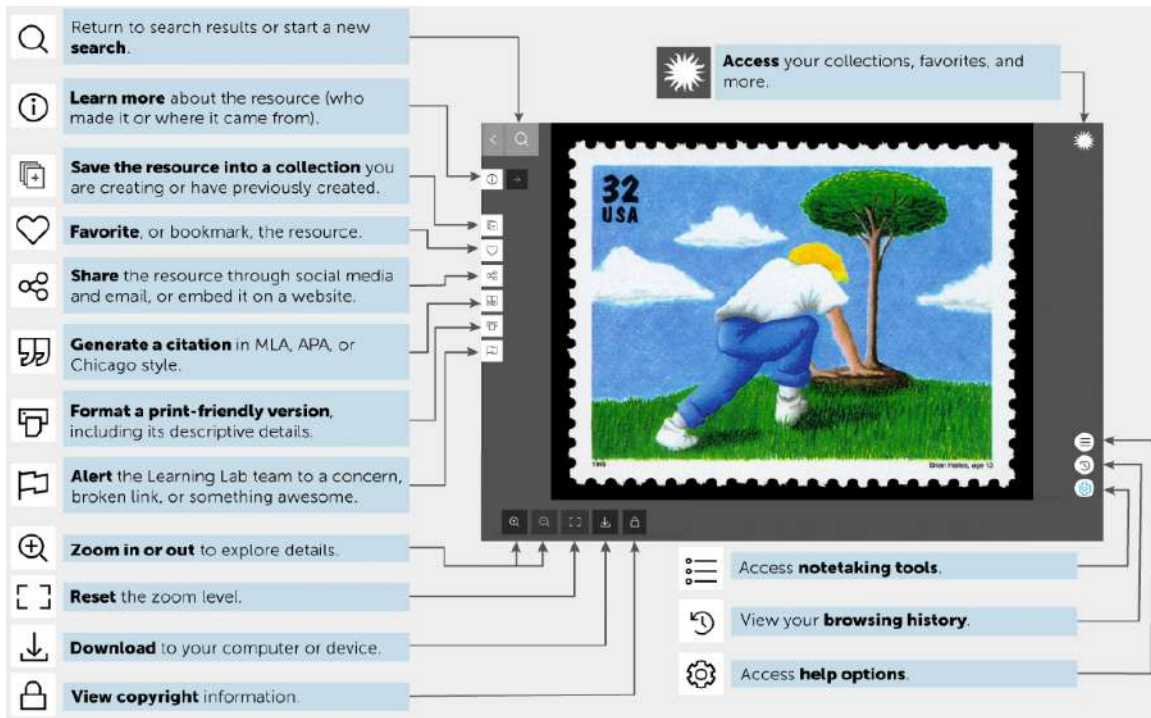 Return to search results or start a new
search.
Learn more about the resource (who
made it or where it came from).
Save the resource into a collection you
are creating or have previously created.
Favorite, or bookmark, the resource.
Share the resource through social media
and email, or embed it on a website.
Generate a citation in MLA, APA, or
Chicago style.
Format a print-friendly version,
including its descriptive details.
Alert the Learning Lab team to a concern,
broken link, or something awesome.
Zoom in or out to explore details.
Reset the zoom level.
Download to your computer or device.
View copyright information.
Access your collections, favorites, and
more.
32
USA
1999
Brian Hailes, age 13
Access notetaking tools.
View your browsing history.
Access help options.